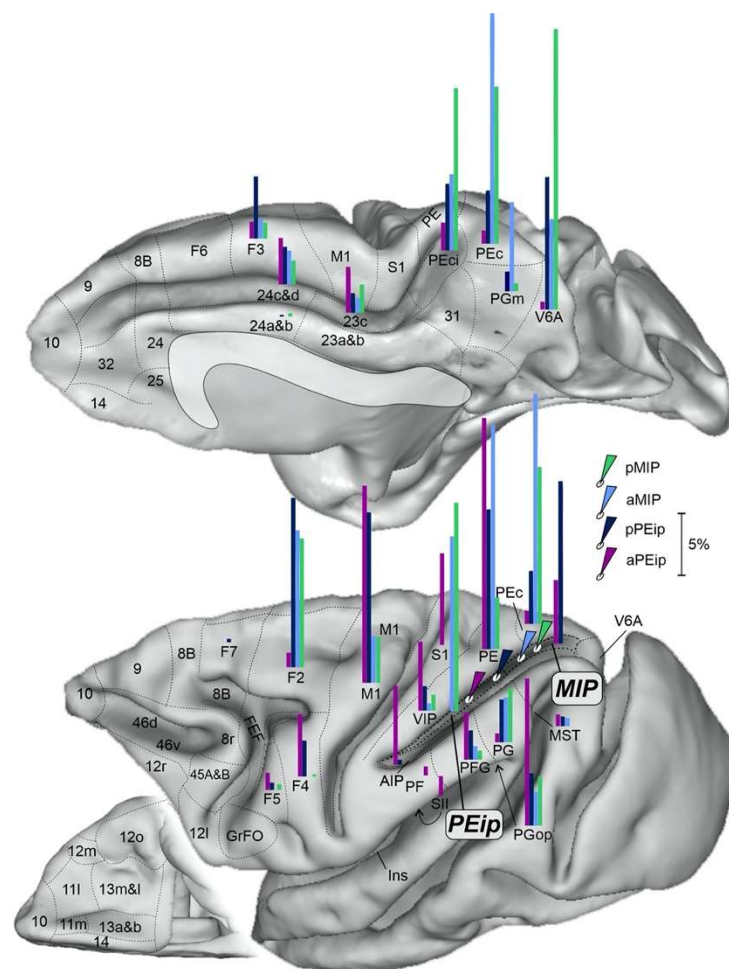 PE
F3
M1
S1
PEci
PEc
F6
8B
9
PGm
V6A
24c&d
23c
31
24a&b
23a&b
10
32
24
25
14
pMIP
aMIP
pPEip
aPEip
5%
PEc
V6A
M1
S1
PE
8B
F7
F2
M1
9
MIP
8B
VIP
10
46d
FEF
MST
46v
8r
PG
AIP
PFG
12r
45A&B
F4
PF
F5
SII
PEip
PGop
12l
GrFO
12o
12m
Ins
11l
13m&l
10
11m
13a&b
14